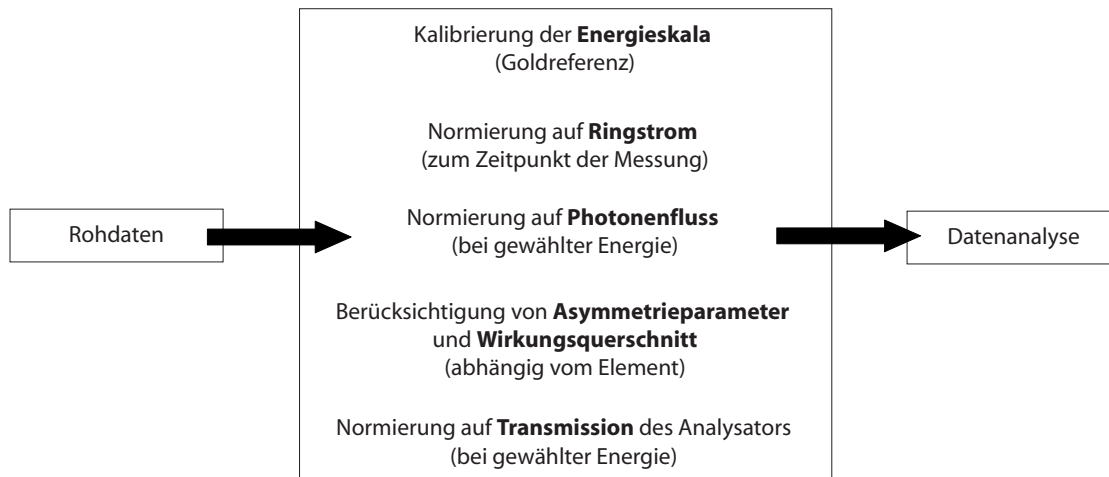 Rohdaten
Kalibrierung der Energieskala
(Goldreferenz)
Normierung auf Ringstrom
(zum Zeitpunkt der Messung)
Normierung auf Photonenfluss
(bei gewählter Energie)
Berücksichtigung von Asymmetrieparameter
und Wirkungsquerschnitt
(abhängig vom Element)
Normierung auf Transmission des Analysators
(bei gewählter Energie)
Datenanalyse